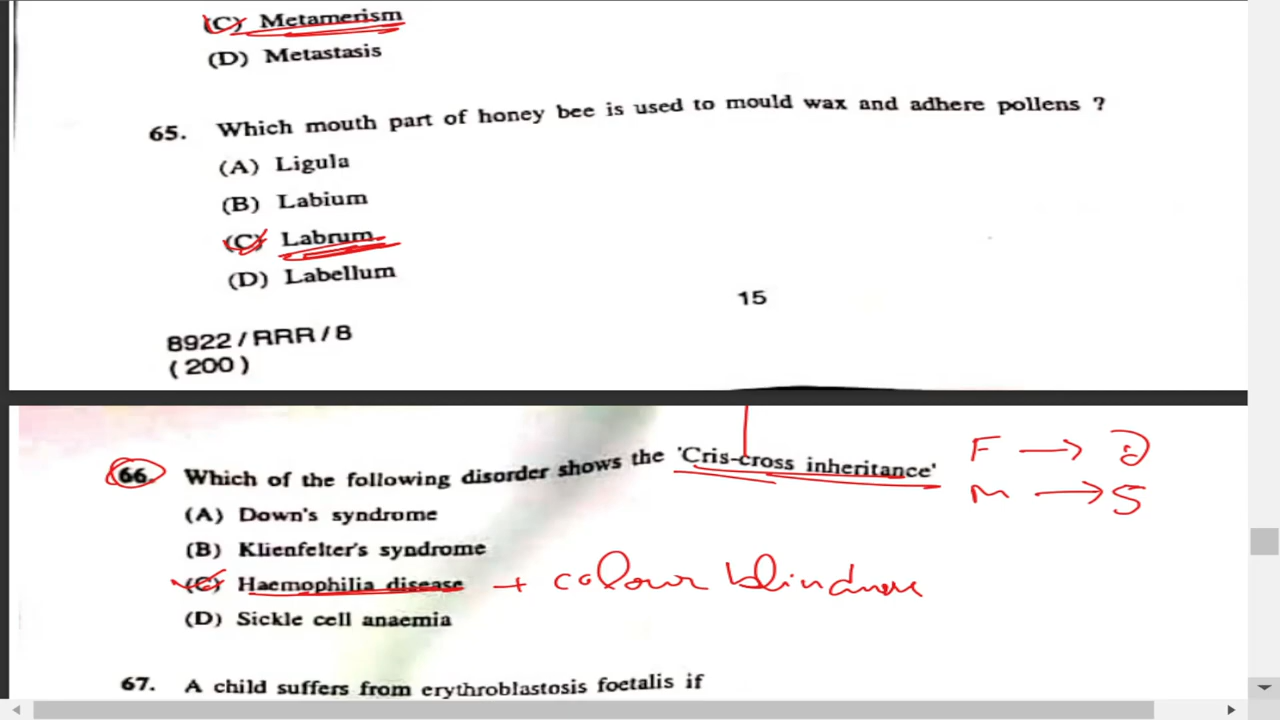 (C) Metamerism
(D) Metastasis
65. Which mouth part of honey bee is used to mould wax and adhere pollens ?
(A) Ligula
(B) Labium
(C) Labrum
(D) Labellum
15
8922/RRR/8
(200)
66. Which of the following disorder shows the 'Cris-cross inheritance'
F → D
M → S
(A) Down's syndrome
(B) Klienfelter's syndrome
(C) Haemophilia disease + colour blindness
(D) Sickle cell anaemia
67. A child suffers from erythroblastosis foetalis if